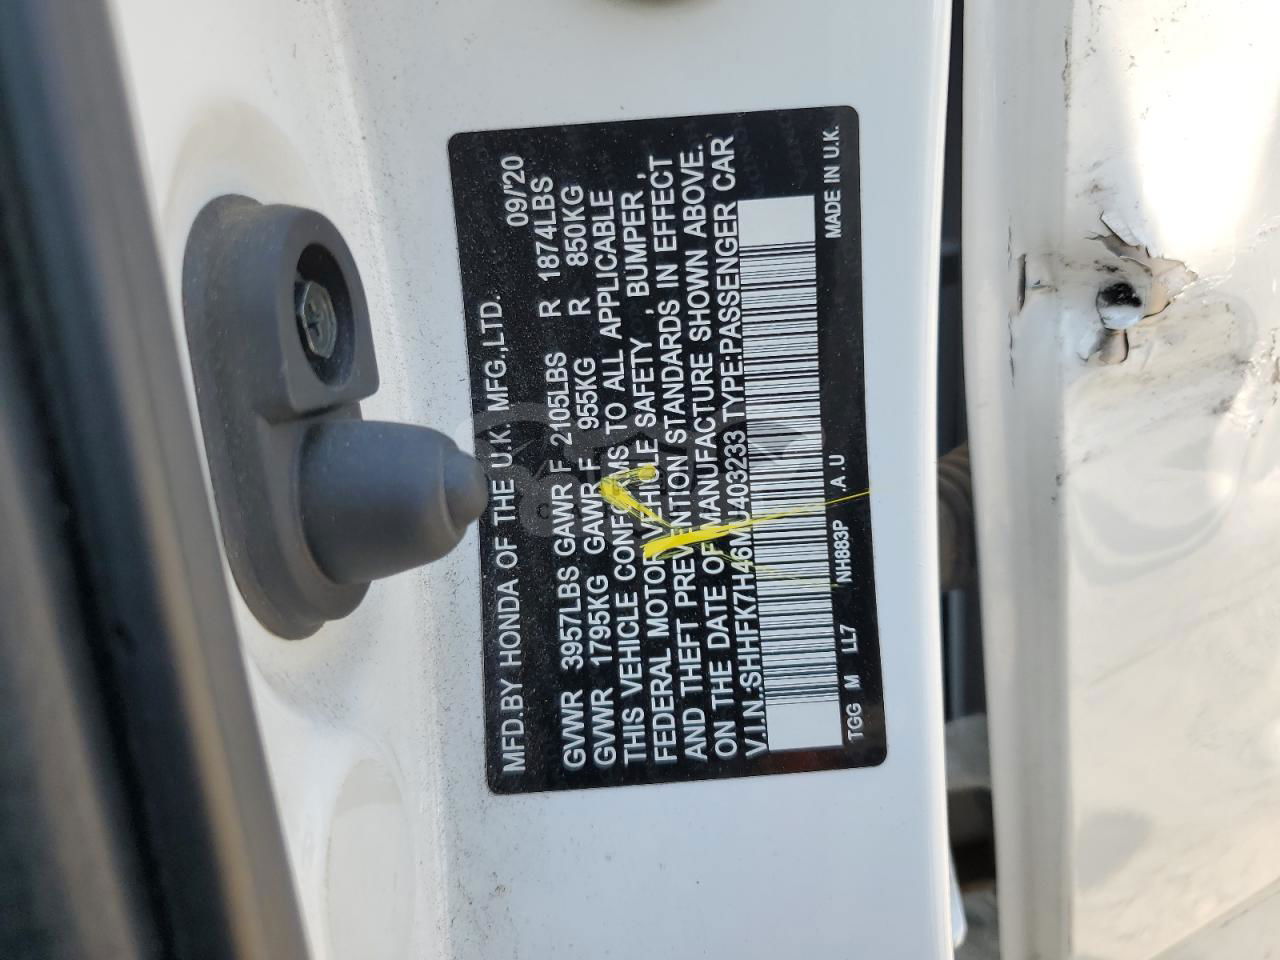 MFD.BY HONDA OF THE U.K. MFG.,LTD. 09/'20
GVWR 3957LBS GAWR F 2105LBS R 1874LBS
GVWR 1795KG GAWR F 955KG R 850KG
THIS VEHICLE CONFORMS TO ALL APPLICABLE
FEDERAL MOTOR VEHICLE SAFETY , BUMPER ,
AND THEFT PREVENTION STANDARDS IN EFFECT
ON THE DATE OF MANUFACTURE SHOWN ABOVE.
V.I.N.:SHHFK7H46MU403233 TYPE:PASSENGER CAR
TGG M LL7 NH883P .A.U MADE IN U.K.